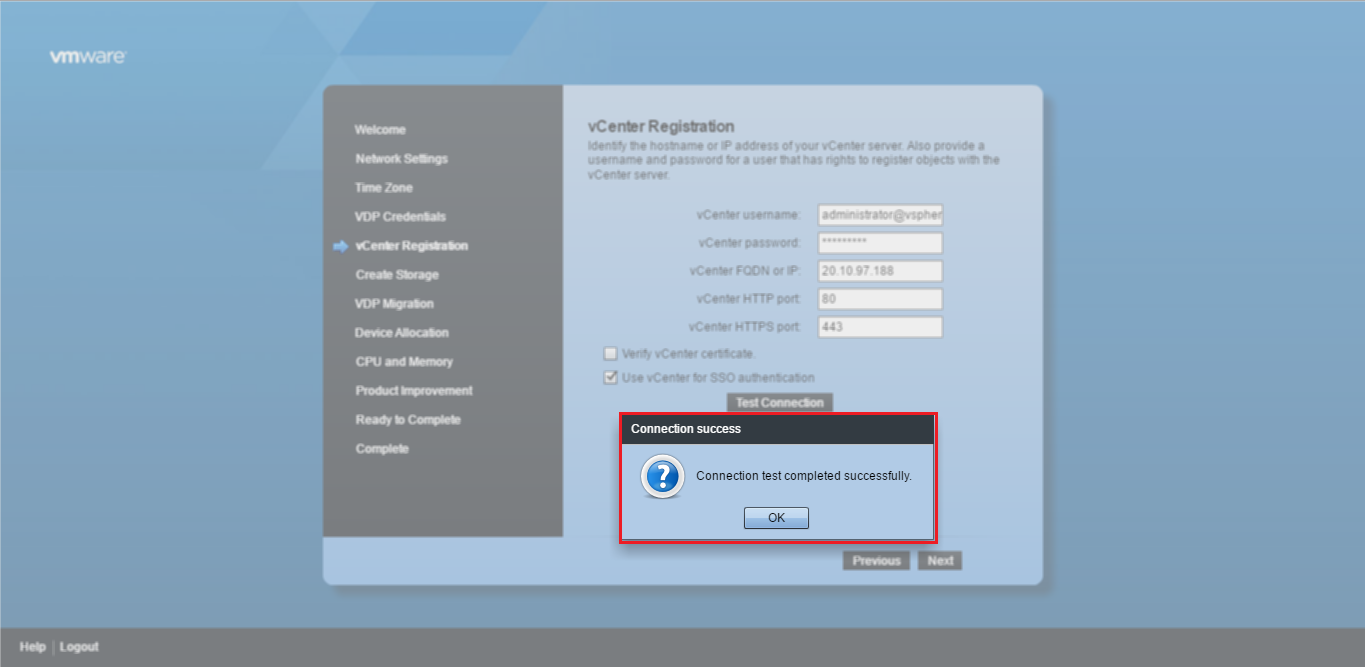 vmware
Welcome
Network Settings
Time Zone
VDP Credentials
vCenter Registration
Create Storage
VDP Migration
Device Allocation
CPU and Memory
Product Improvement
Ready to Complete
Complete
vCenter Registration
Identify the hostname or IP address of your vCenter server. Also provide a
username and password for a user that has rights to register objects with the
vCenter server.
vCenter username: administrator@vspher
vCenter password: *********
vCenter FQDN or IP: 20.10.97.188
vCenter HTTP port: 80
vCenter HTTPS port: 443
Verify vCenter certificate.
Use vCenter for SSO authentication
Test Connection
Connection success
Connection test completed successfully.
OK
Previous Next
Help | Logout